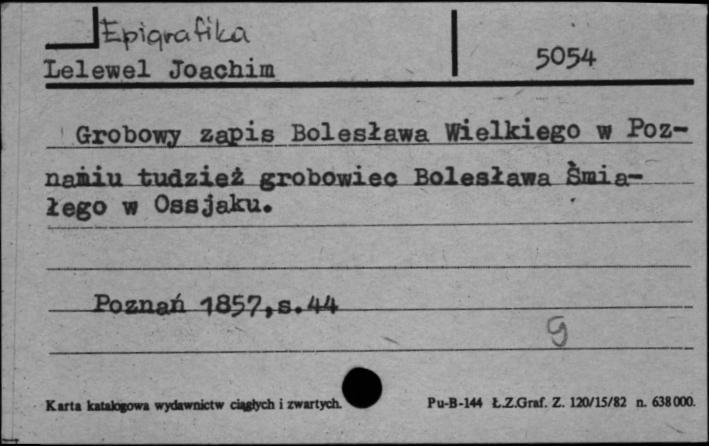 Epigrafika
Lelewel Joachim
5054
Grobowy zapis Bolesława Wielkiego w Poz-
naniu tudzież grobowiec Bolesława Śmia-
łego w Ossjaku.
Poznań 1857,s.44
g
Karta katalogowa wydawnictw ciągłych i zwartych.
Pu-B-144 Ł.Z.Graf. Z. 120/15/82 n. 638000.